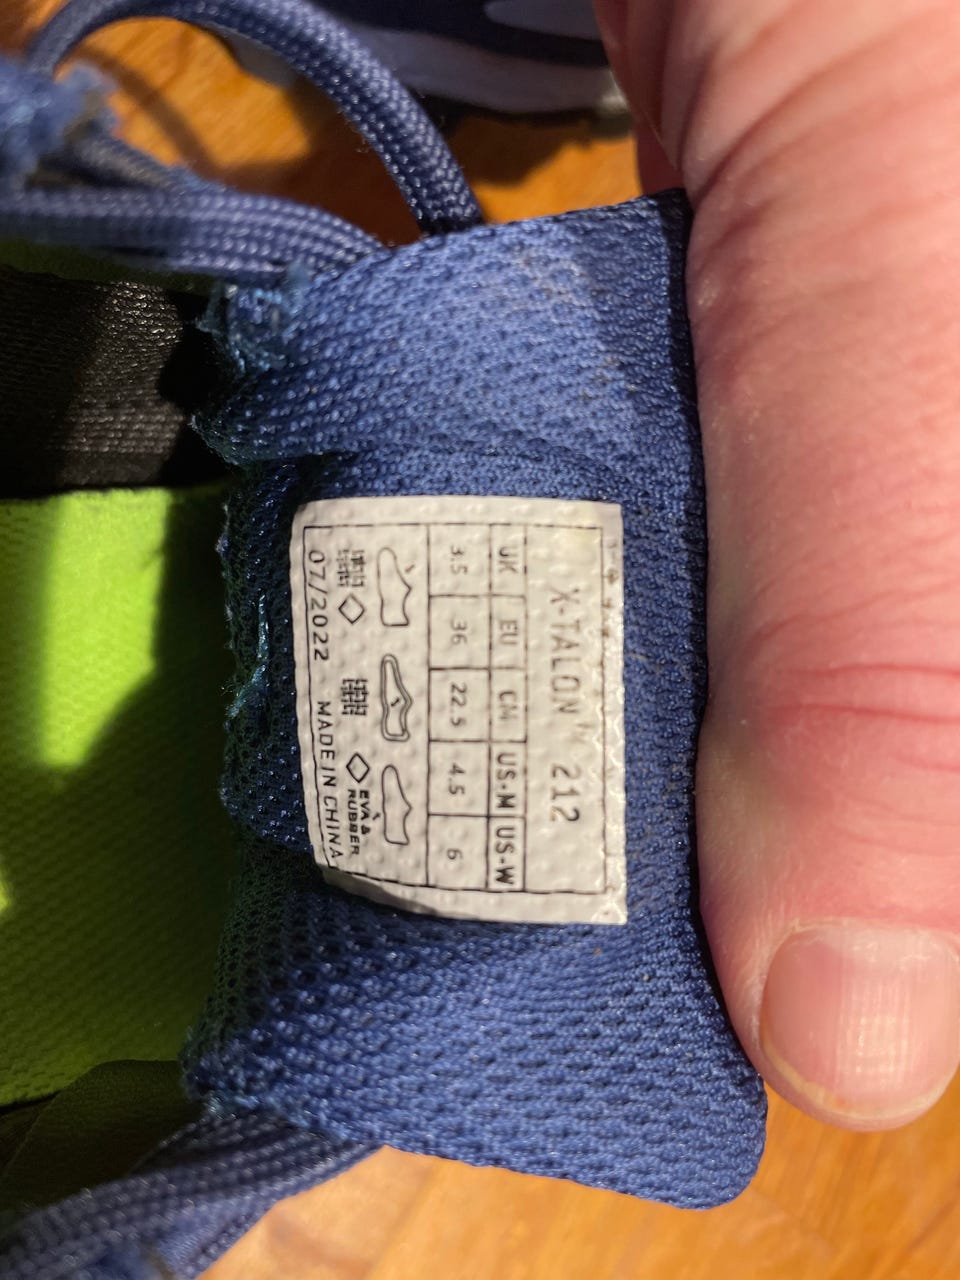 X-TALON™ 212
UK EU CM US-M US-W
3.5 36 22.5 4.5 6
EVA &
RUBBER
07/2022 MADE IN CHINA